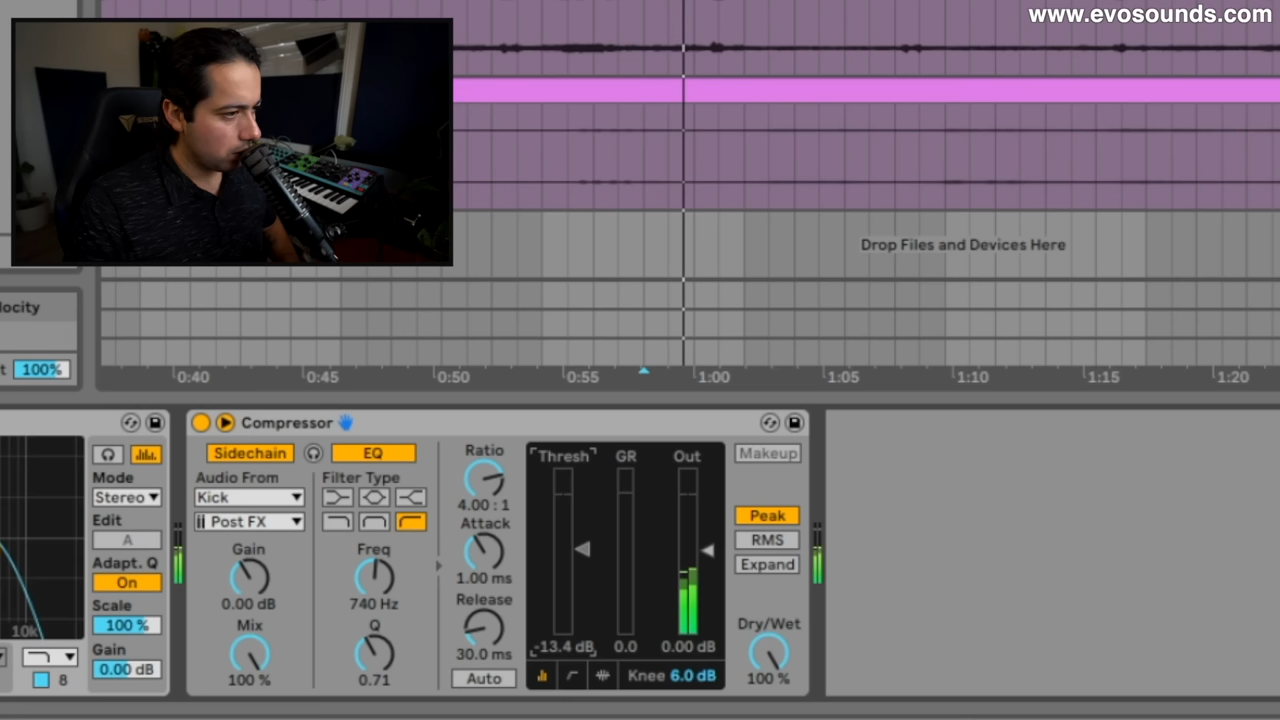 www.evosounds.com
Drop Files and Devices Here
locity
t 100%
0:40 0:45 0:50 0:55 1:00 1:05 1:10 1:15 1:20
Mode
Stereo
Edit
A
Adapt. Q
On
Scale
100 %
Gain
0.00 dB
10k
8
Compressor
Sidechain EQ
Audio From Filter Type
Kick
Post FX
Gain Freq
0.00 dB 740 Hz
Mix Q
100 % 0.71
Ratio
4.00 : 1
Attack
1.00 ms
Release
30.0 ms
Auto
Thresh GR Out
-13.4 dB 0.0 0.00 dB
Knee 6.0 dB
Makeup
Peak
RMS
Expand
Dry/Wet
100 %